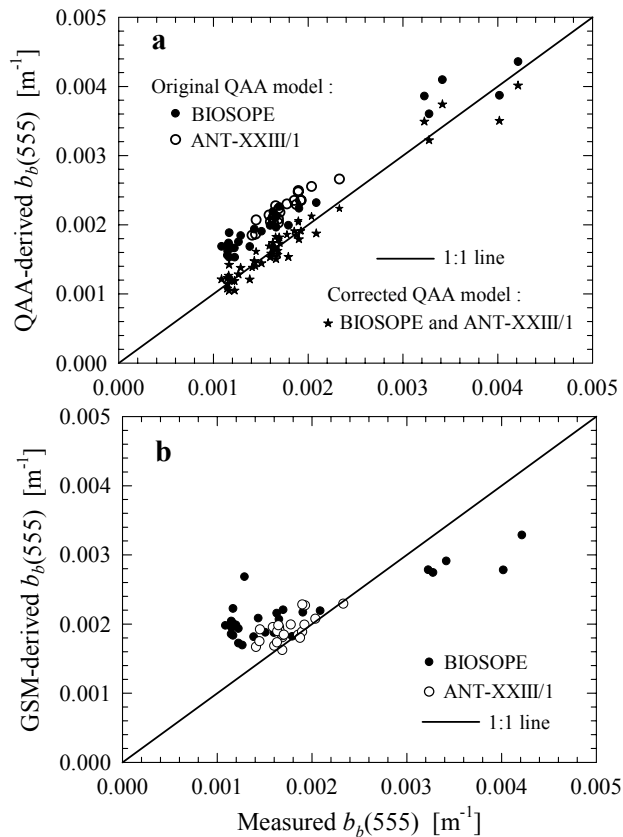 a
Original QAA model :
BIOSOPE
ANT-XXIII/1
1:1 line
Corrected QAA model :
BIOSOPE and ANT-XXIII/1
QAA-derived b_b(555) [m⁻¹]
0.005
0.004
0.003
0.002
0.001
0.000
0.000 0.001 0.002 0.003 0.004 0.005
b
BIOSOPE
ANT-XXIII/1
1:1 line
GSM-derived b_b(555) [m⁻¹]
0.005
0.004
0.003
0.002
0.001
0.000
0.000 0.001 0.002 0.003 0.004 0.005
Measured b_b(555) [m⁻¹]